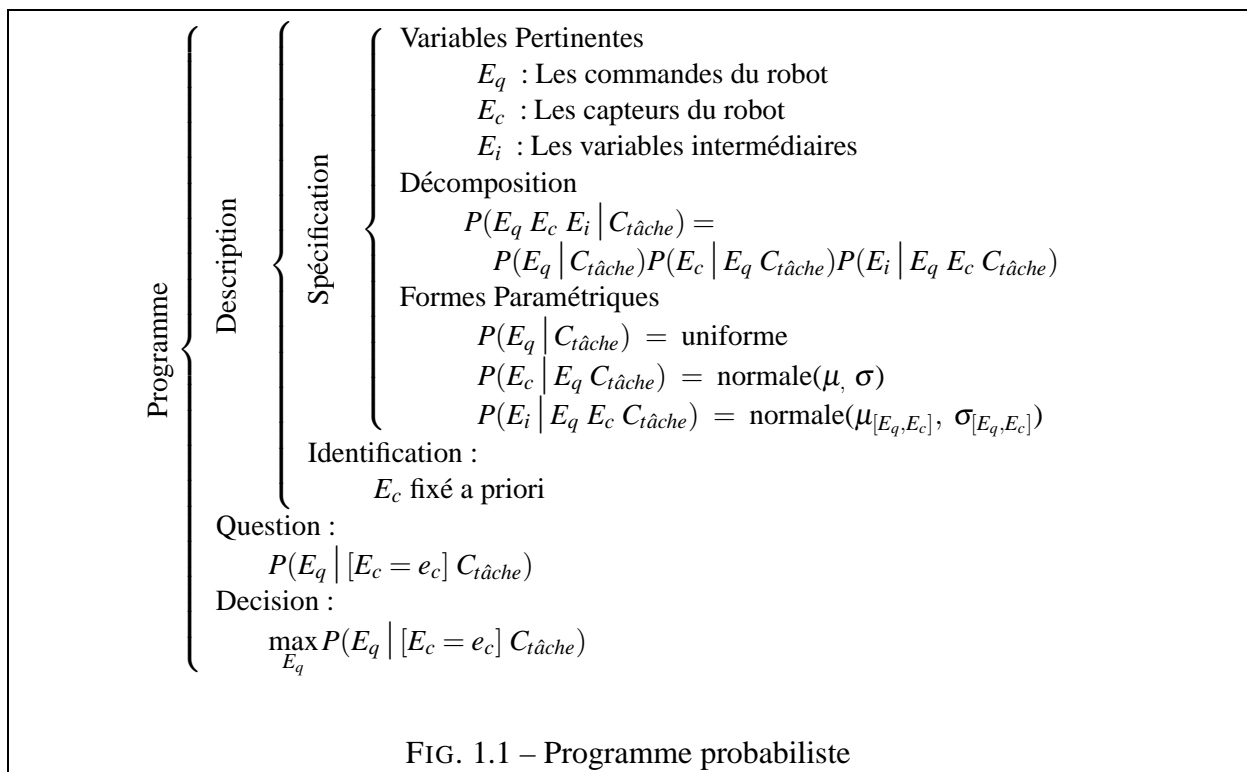 Programme
Description
Spécification
Variables Pertinentes
E_q : Les commandes du robot
E_c : Les capteurs du robot
E_i : Les variables intermédiaires
Décomposition
P(E_q E_c E_i | C_tâche) =
P(E_q | C_tâche)P(E_c | E_q C_tâche)P(E_i | E_q E_c C_tâche)
Formes Paramétriques
P(E_q | C_tâche) = uniforme
P(E_c | E_q C_tâche) = normale(μ, σ)
P(E_i | E_q E_c C_tâche) = normale(μ_[E_q,E_c], σ_[E_q,E_c])
Identification :
E_c fixé a priori
Question :
P(E_q | [E_c = e_c] C_tâche)
Decision :
max P(E_q | [E_c = e_c] C_tâche)
E_q
FIG. 1.1 – Programme probabiliste